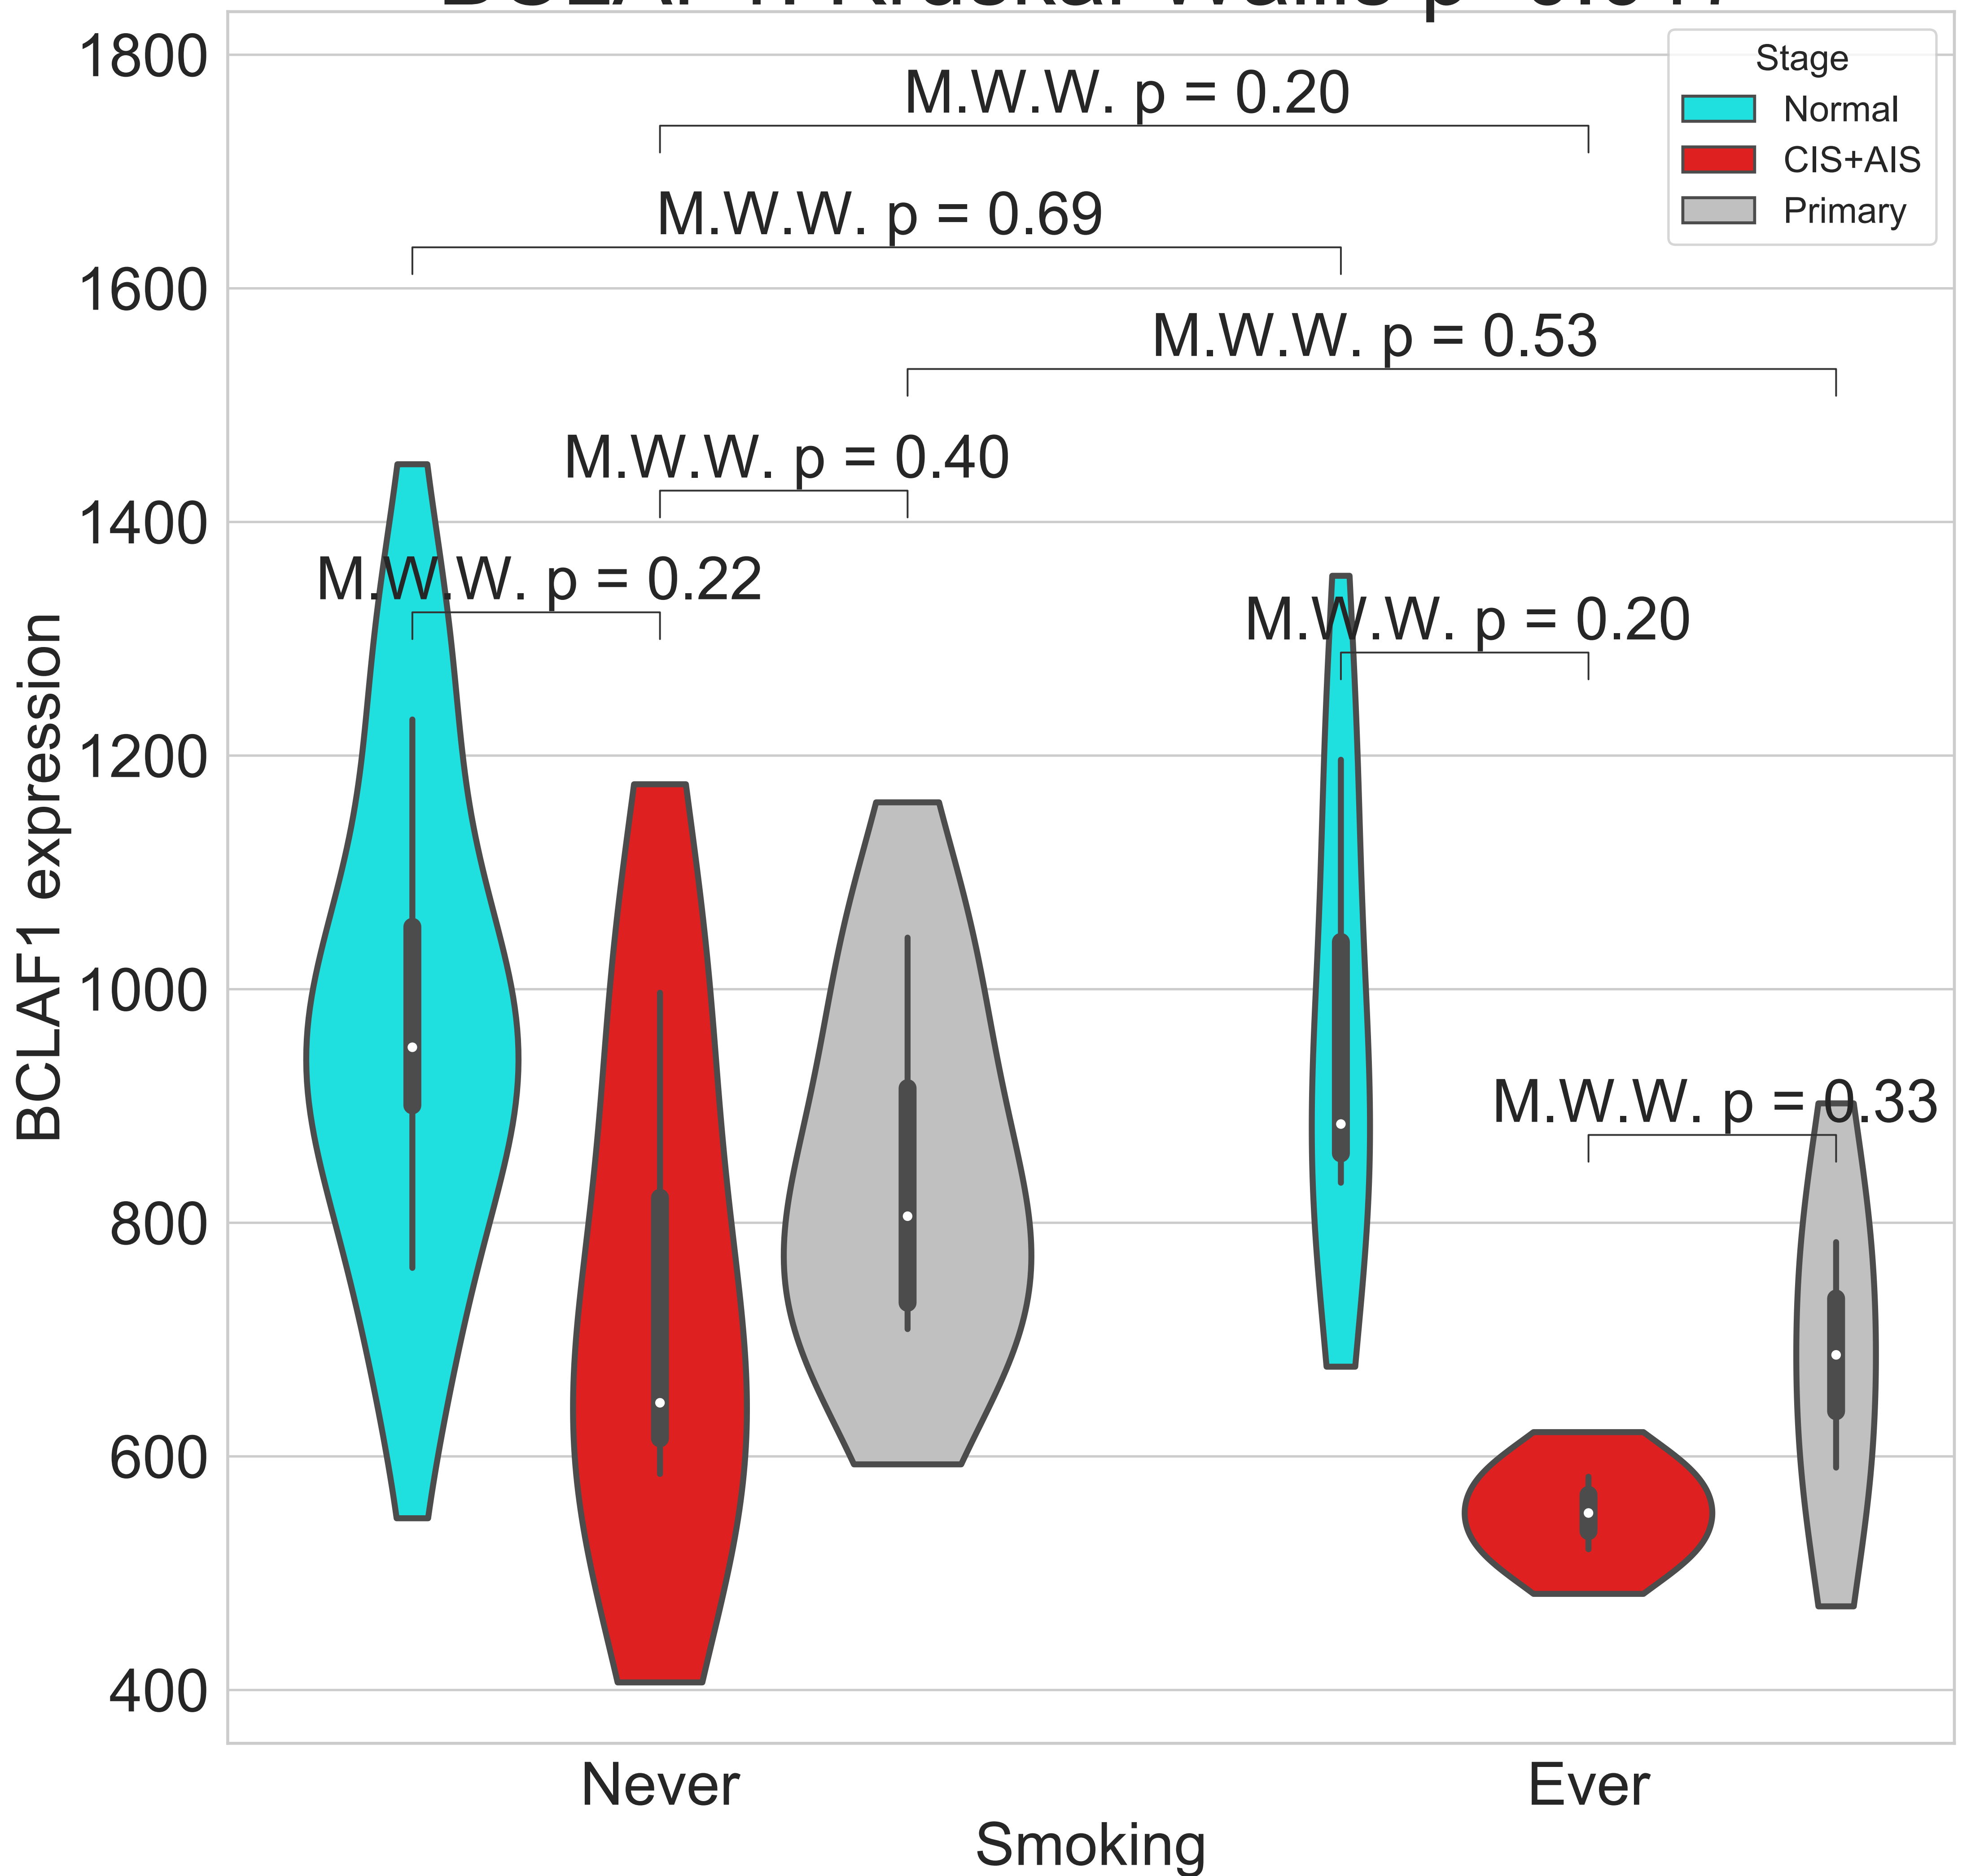 1800
1600
1400
1200
1000
800
600
400
BCLAF1 expression
Stage
Normal
CIS+AIS
Primary
M.W.W. p = 0.20
M.W.W. p = 0.69
M.W.W. p = 0.53
M.W.W. p = 0.40
M.W.W. p = 0.22
M.W.W. p = 0.20
M.W.W. p = 0.33
Never
Ever
Smoking